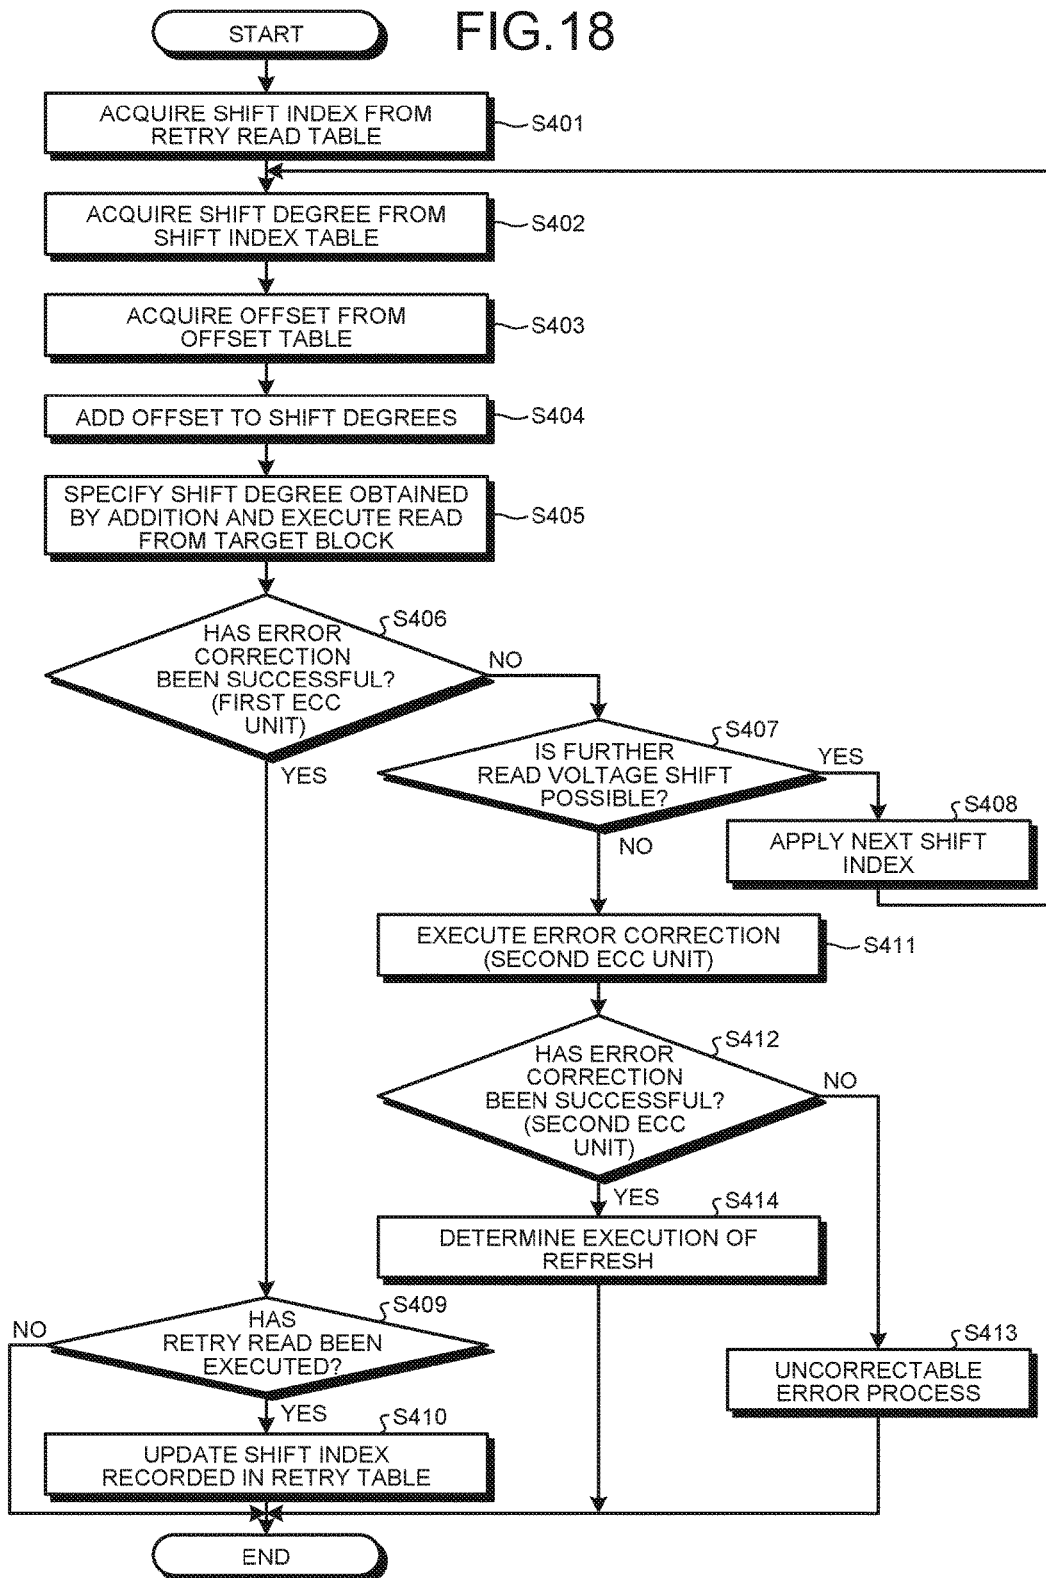 FIG.18
START
ACQUIRE SHIFT INDEX FROM
RETRY READ TABLE
S401
ACQUIRE SHIFT DEGREE FROM
SHIFT INDEX TABLE
S402
ACQUIRE OFFSET FROM
OFFSET TABLE
S403
ADD OFFSET TO SHIFT DEGREES
S404
SPECIFY SHIFT DEGREE OBTAINED
BY ADDITION AND EXECUTE READ
FROM TARGET BLOCK
S405
S406
HAS ERROR
CORRECTION
BEEN SUCCESSFUL?
(FIRST ECC
UNIT)
NO
YES
S407
IS FURTHER
READ VOLTAGE SHIFT
POSSIBLE?
YES
NO
S408
APPLY NEXT SHIFT
INDEX
EXECUTE ERROR CORRECTION
(SECOND ECC UNIT)
S411
S412
HAS ERROR
CORRECTION
BEEN SUCCESSFUL?
(SECOND ECC
UNIT)
NO
YES
S414
DETERMINE EXECUTION OF
REFRESH
S409
HAS
RETRY READ BEEN
EXECUTED?
NO
YES
S413
UNCORRECTABLE
ERROR PROCESS
S410
UPDATE SHIFT INDEX
RECORDED IN RETRY TABLE
END